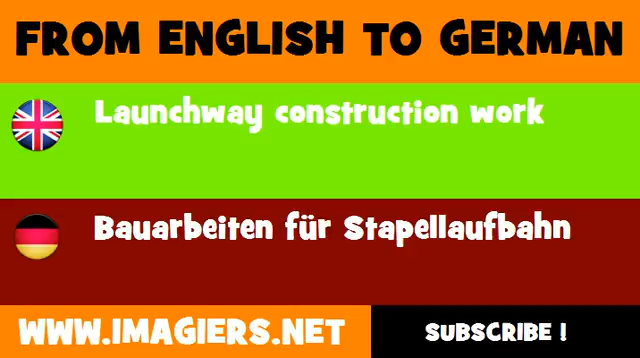 FROM ENGLISH TO GERMAN
Launchway construction work
Bauarbeiten für Stapellaufbahn
WWW.IMAGIERS.NET
SUBSCRIBE !